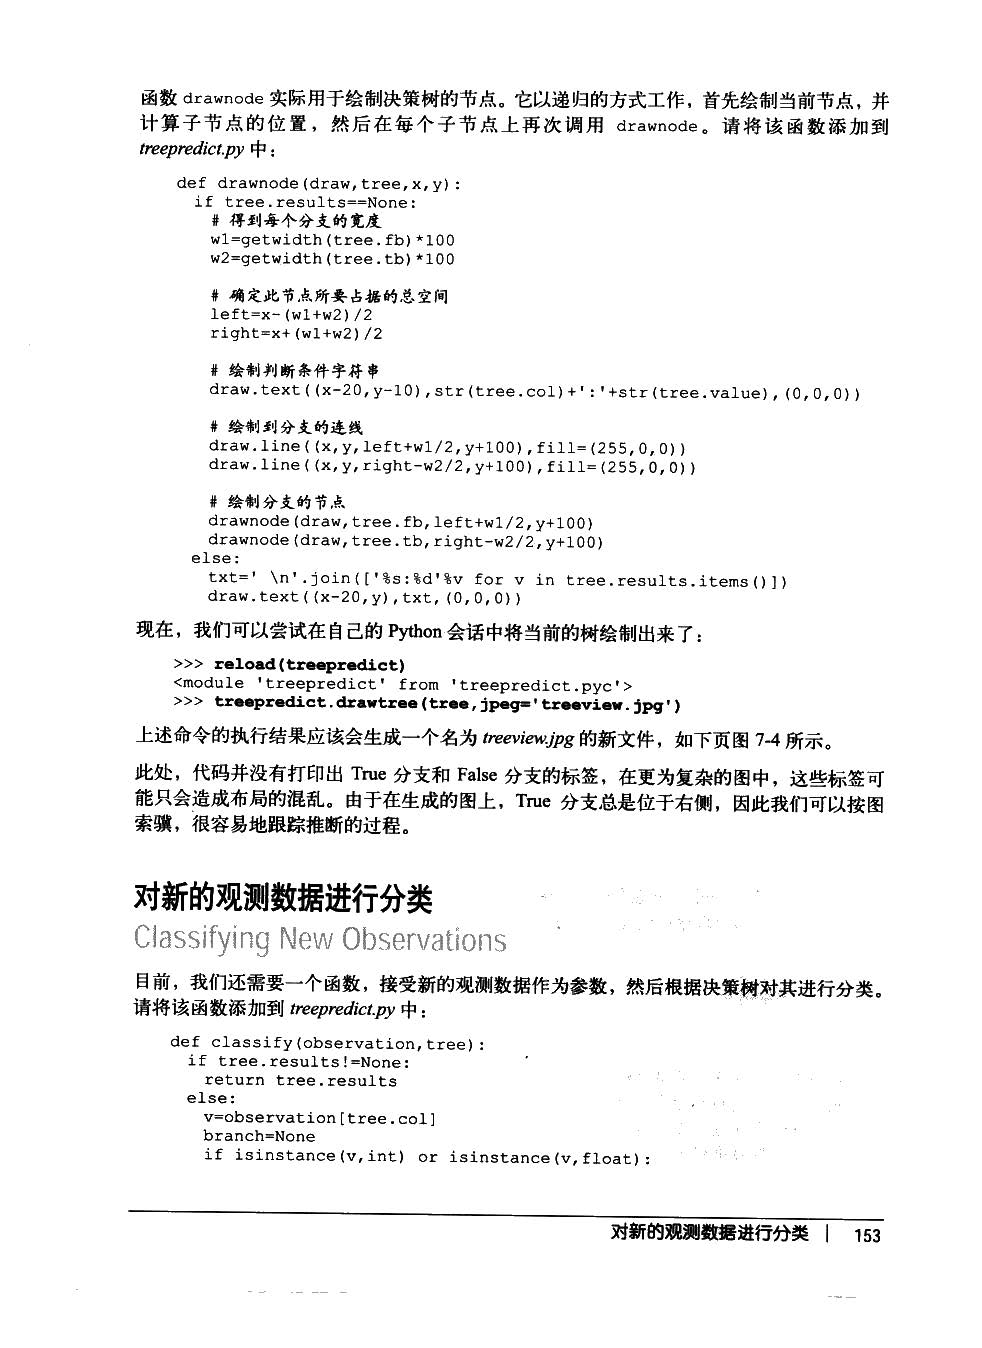 函数 drawnode 实际用于绘制决策树的节点。它以递归的方式工作，首先绘制当前节点，并
计算子节点的位置，然后在每个子节点上再次调用 drawnode。请将该函数添加到
treepredict.py 中：
def drawnode(draw,tree,x,y):
  if tree.results==None:
    # 得到每个分支的宽度
    w1=getwidth(tree.fb)*100
    w2=getwidth(tree.tb)*100
    # 确定此节点所要占据的总空间
    left=x-(w1+w2)/2
    right=x+(w1+w2)/2
    # 绘制判断条件字符串
    draw.text((x-20,y-10),str(tree.col)+':'+str(tree.value),(0,0,0))
    # 绘制到分支的连线
    draw.line((x,y,left+w1/2,y+100),fill=(255,0,0))
    draw.line((x,y,right-w2/2,y+100),fill=(255,0,0))
    # 绘制分支的节点
    drawnode(draw,tree.fb,left+w1/2,y+100)
    drawnode(draw,tree.tb,right-w2/2,y+100)
  else:
    txt=' \n'.join(['%s:%d'%v for v in tree.results.items()])
    draw.text((x-20,y),txt,(0,0,0))
现在，我们可以尝试在自己的 Python 会话中将当前的树绘制出来了：
>>> reload(treepredict)
<module 'treepredict' from 'treepredict.pyc'>
>>> treepredict.drawtree(tree,jpeg='treeview.jpg')
上述命令的执行结果应该会生成一个名为 treeview.jpg 的新文件，如下页图 7-4 所示。
此处，代码并没有打印出 True 分支和 False 分支的标签，在更为复杂的图中，这些标签可
能只会造成布局的混乱。由于在生成的图上，True 分支总是位于右侧，因此我们可以按图
索骥，很容易地跟踪推断的过程。
对新的观测数据进行分类
Classifying New Observations
目前，我们还需要一个函数，接受新的观测数据作为参数，然后根据决策树对其进行分类。
请将该函数添加到 treepredict.py 中：
def classify(observation,tree):
  if tree.results!=None:
    return tree.results
  else:
    v=observation[tree.col]
    branch=None
    if isinstance(v,int) or isinstance(v,float):
对新的观测数据进行分类 | 153